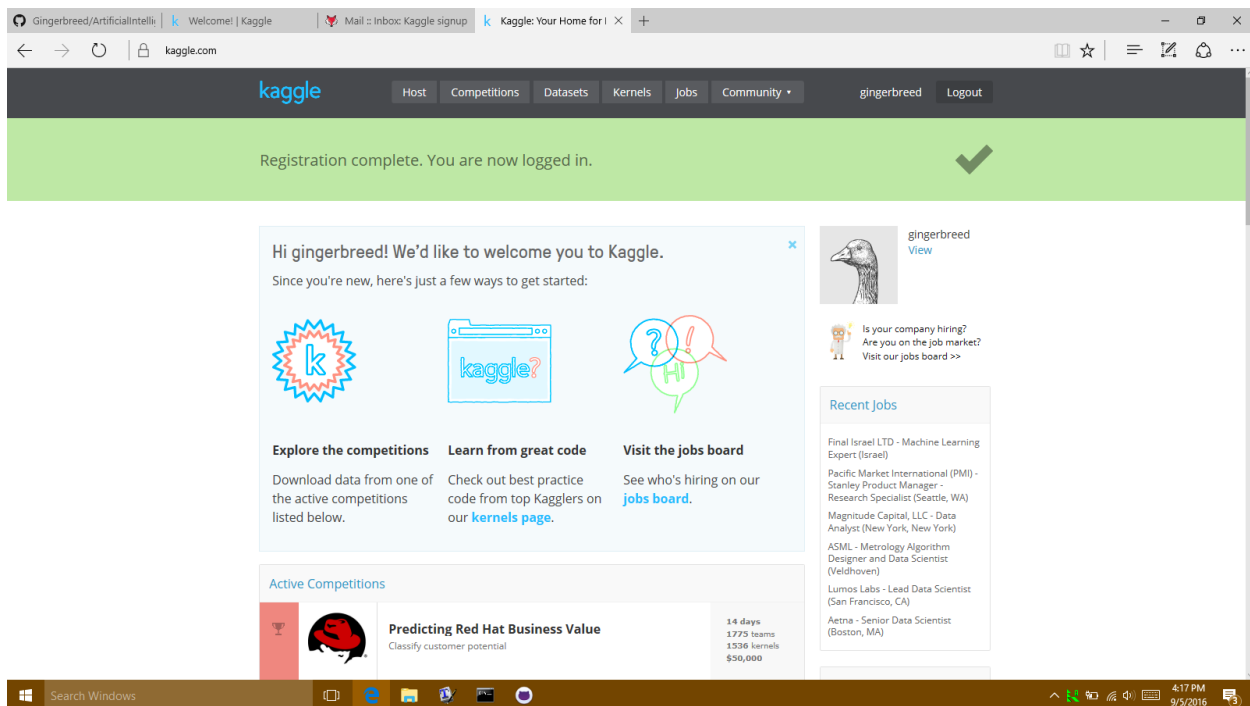 Gingerbreed/ArtificialIntelli
Welcome! | Kaggle
Mail :: Inbox: Kaggle signup
Kaggle: Your Home for
kaggle.com
kaggle
Host Competitions Datasets Kernels Jobs Community
gingerbreed Logout
Registration complete. You are now logged in.
Hi gingerbreed! We'd like to welcome you to Kaggle.
Since you're new, here's just a few ways to get started:
k
kaggle?
? ! Hi
Explore the competitions
Download data from one of
the active competitions
listed below.
Learn from great code
Check out best practice
code from top Kagglers on
our kernels page.
Visit the jobs board
See who's hiring on our
jobs board.
Active Competitions
Predicting Red Hat Business Value
Classify customer potential
14 days
1775 teams
1536 kernels
$50,000
gingerbreed
View
Is your company hiring?
Are you on the job market?
Visit our jobs board >>
Recent Jobs
Final Israel LTD - Machine Learning
Expert (Israel)
Pacific Market International (PMI) -
Stanley Product Manager -
Research Specialist (Seattle, WA)
Magnitude Capital, LLC - Data
Analyst (New York, New York)
ASML - Metrology Algorithm
Designer and Data Scientist
(Veldhoven)
Lumos Labs - Lead Data Scientist
(San Francisco, CA)
Aetna - Senior Data Scientist
(Boston, MA)
Search Windows
4:17 PM
9/5/2016
3